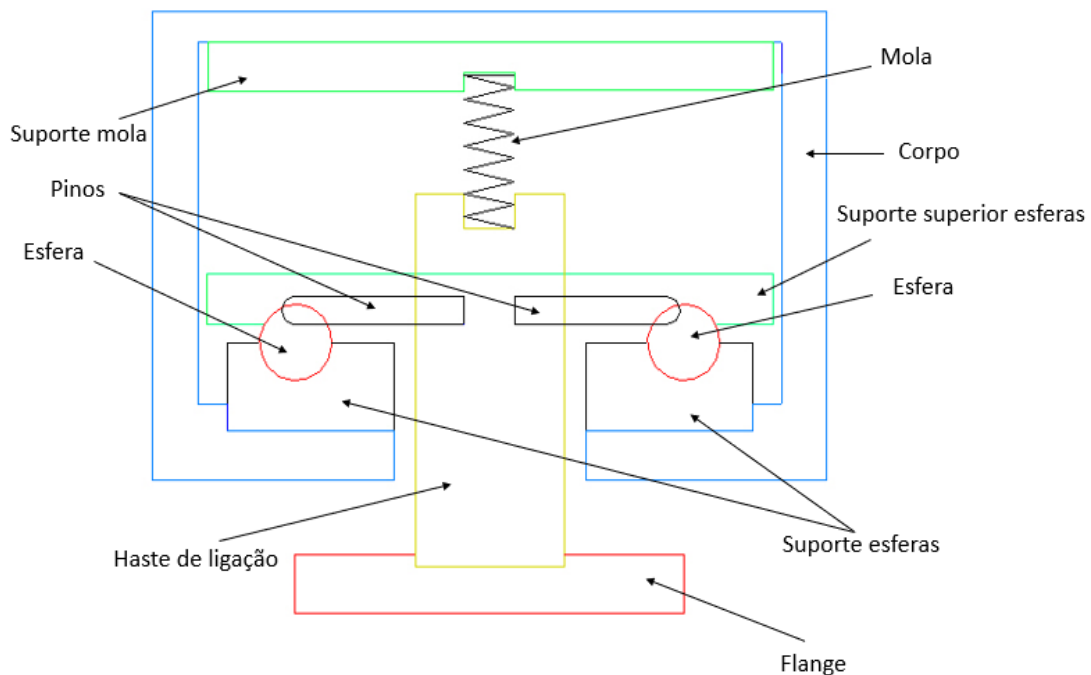 Mola
Suporte mola
Corpo
Pinos
Suporte superior esferas
Esfera
Esfera
Haste de ligação
Suporte esferas
Flange